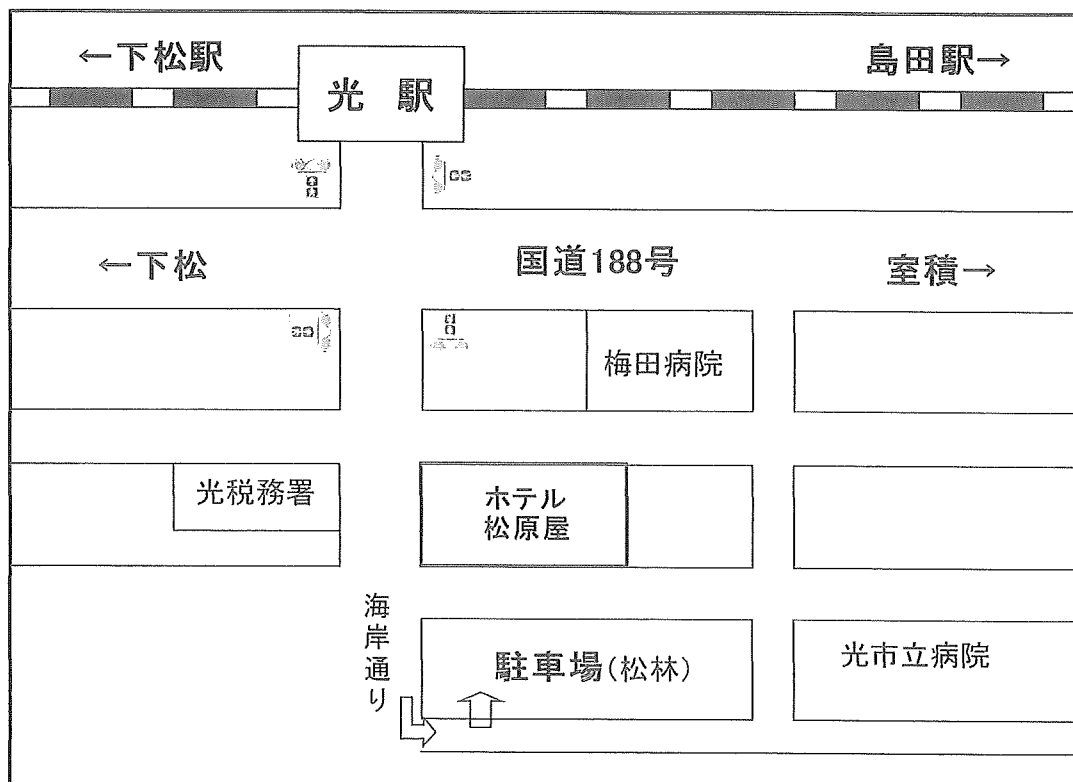 ←下松駅
島田駅→
光 駅
←下松
国道188号
室積→
梅田病院
光税務署
ホテル
松原屋
海岸通り
駐車場(松林)
光市立病院